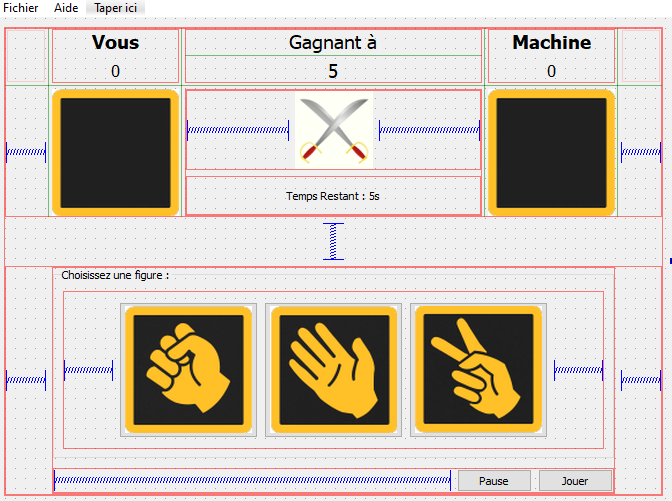 Fichier Aide Taper ici
Vous Gagnant à Machine
0 5 0
Temps Restant : 5s
Choisissez une figure :
Pause Jouer